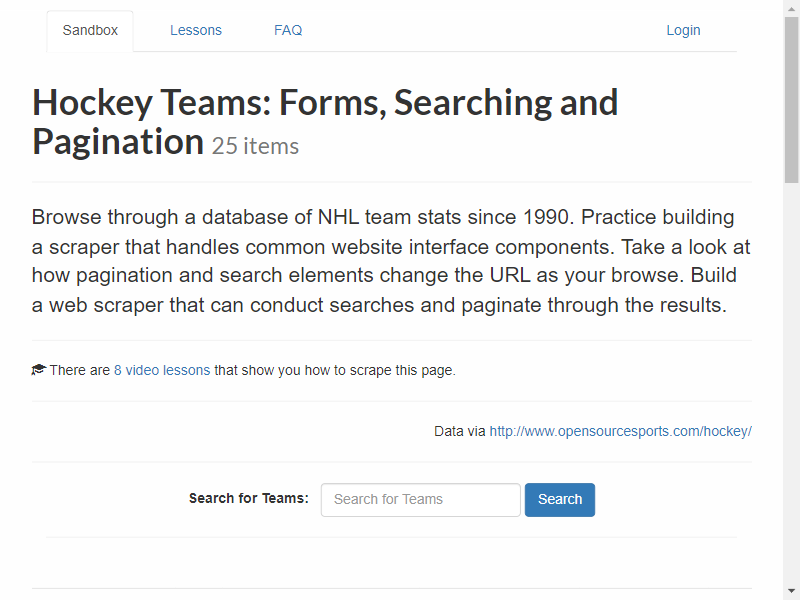 Sandbox Lessons FAQ Login
Hockey Teams: Forms, Searching and
Pagination 25 items
Browse through a database of NHL team stats since 1990. Practice building
a scraper that handles common website interface components. Take a look at
how pagination and search elements change the URL as your browse. Build
a web scraper that can conduct searches and paginate through the results.
There are 8 video lessons that show you how to scrape this page.
Data via http://www.opensourcesports.com/hockey/
Search for Teams: Search for Teams Search